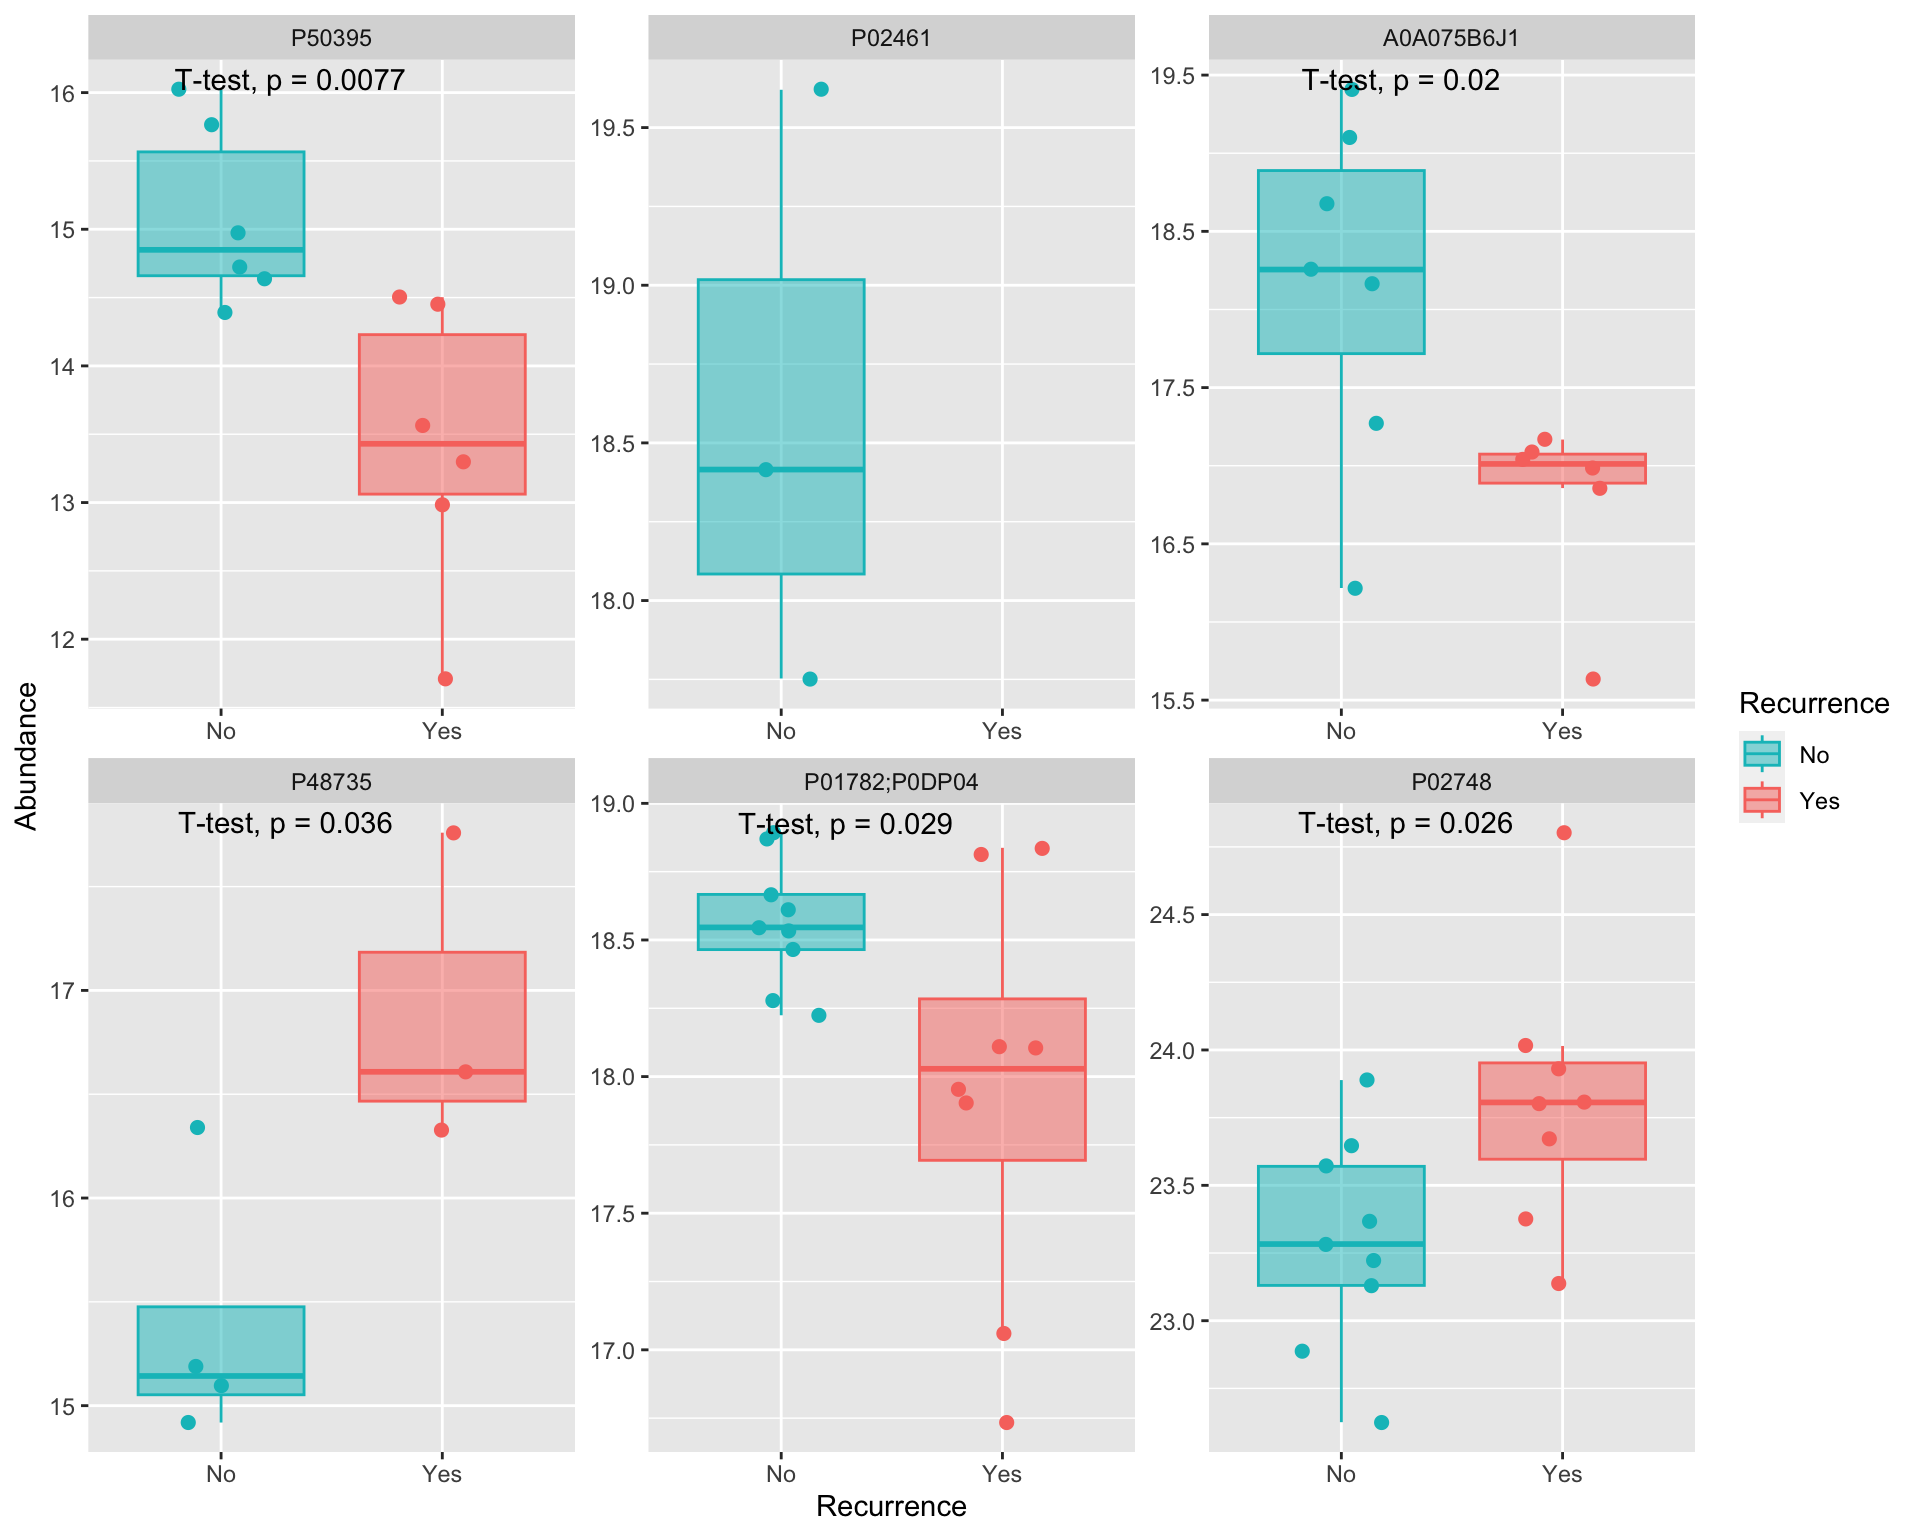 P50395
P02461
A0A075B6J1
T-test, p = 0.0077
T-test, p = 0.02
16
15
14
13
12
19.5
19.0
18.5
18.0
19.5
18.5
17.5
16.5
15.5
No
Yes
No
Yes
No
Yes
Abundance
Recurrence
No
Yes
P48735
P01782;P0DP04
P02748
T-test, p = 0.036
T-test, p = 0.029
T-test, p = 0.026
17
16
15
19.0
18.5
18.0
17.5
17.0
24.5
24.0
23.5
23.0
No
Yes
No
Yes
No
Yes
Recurrence